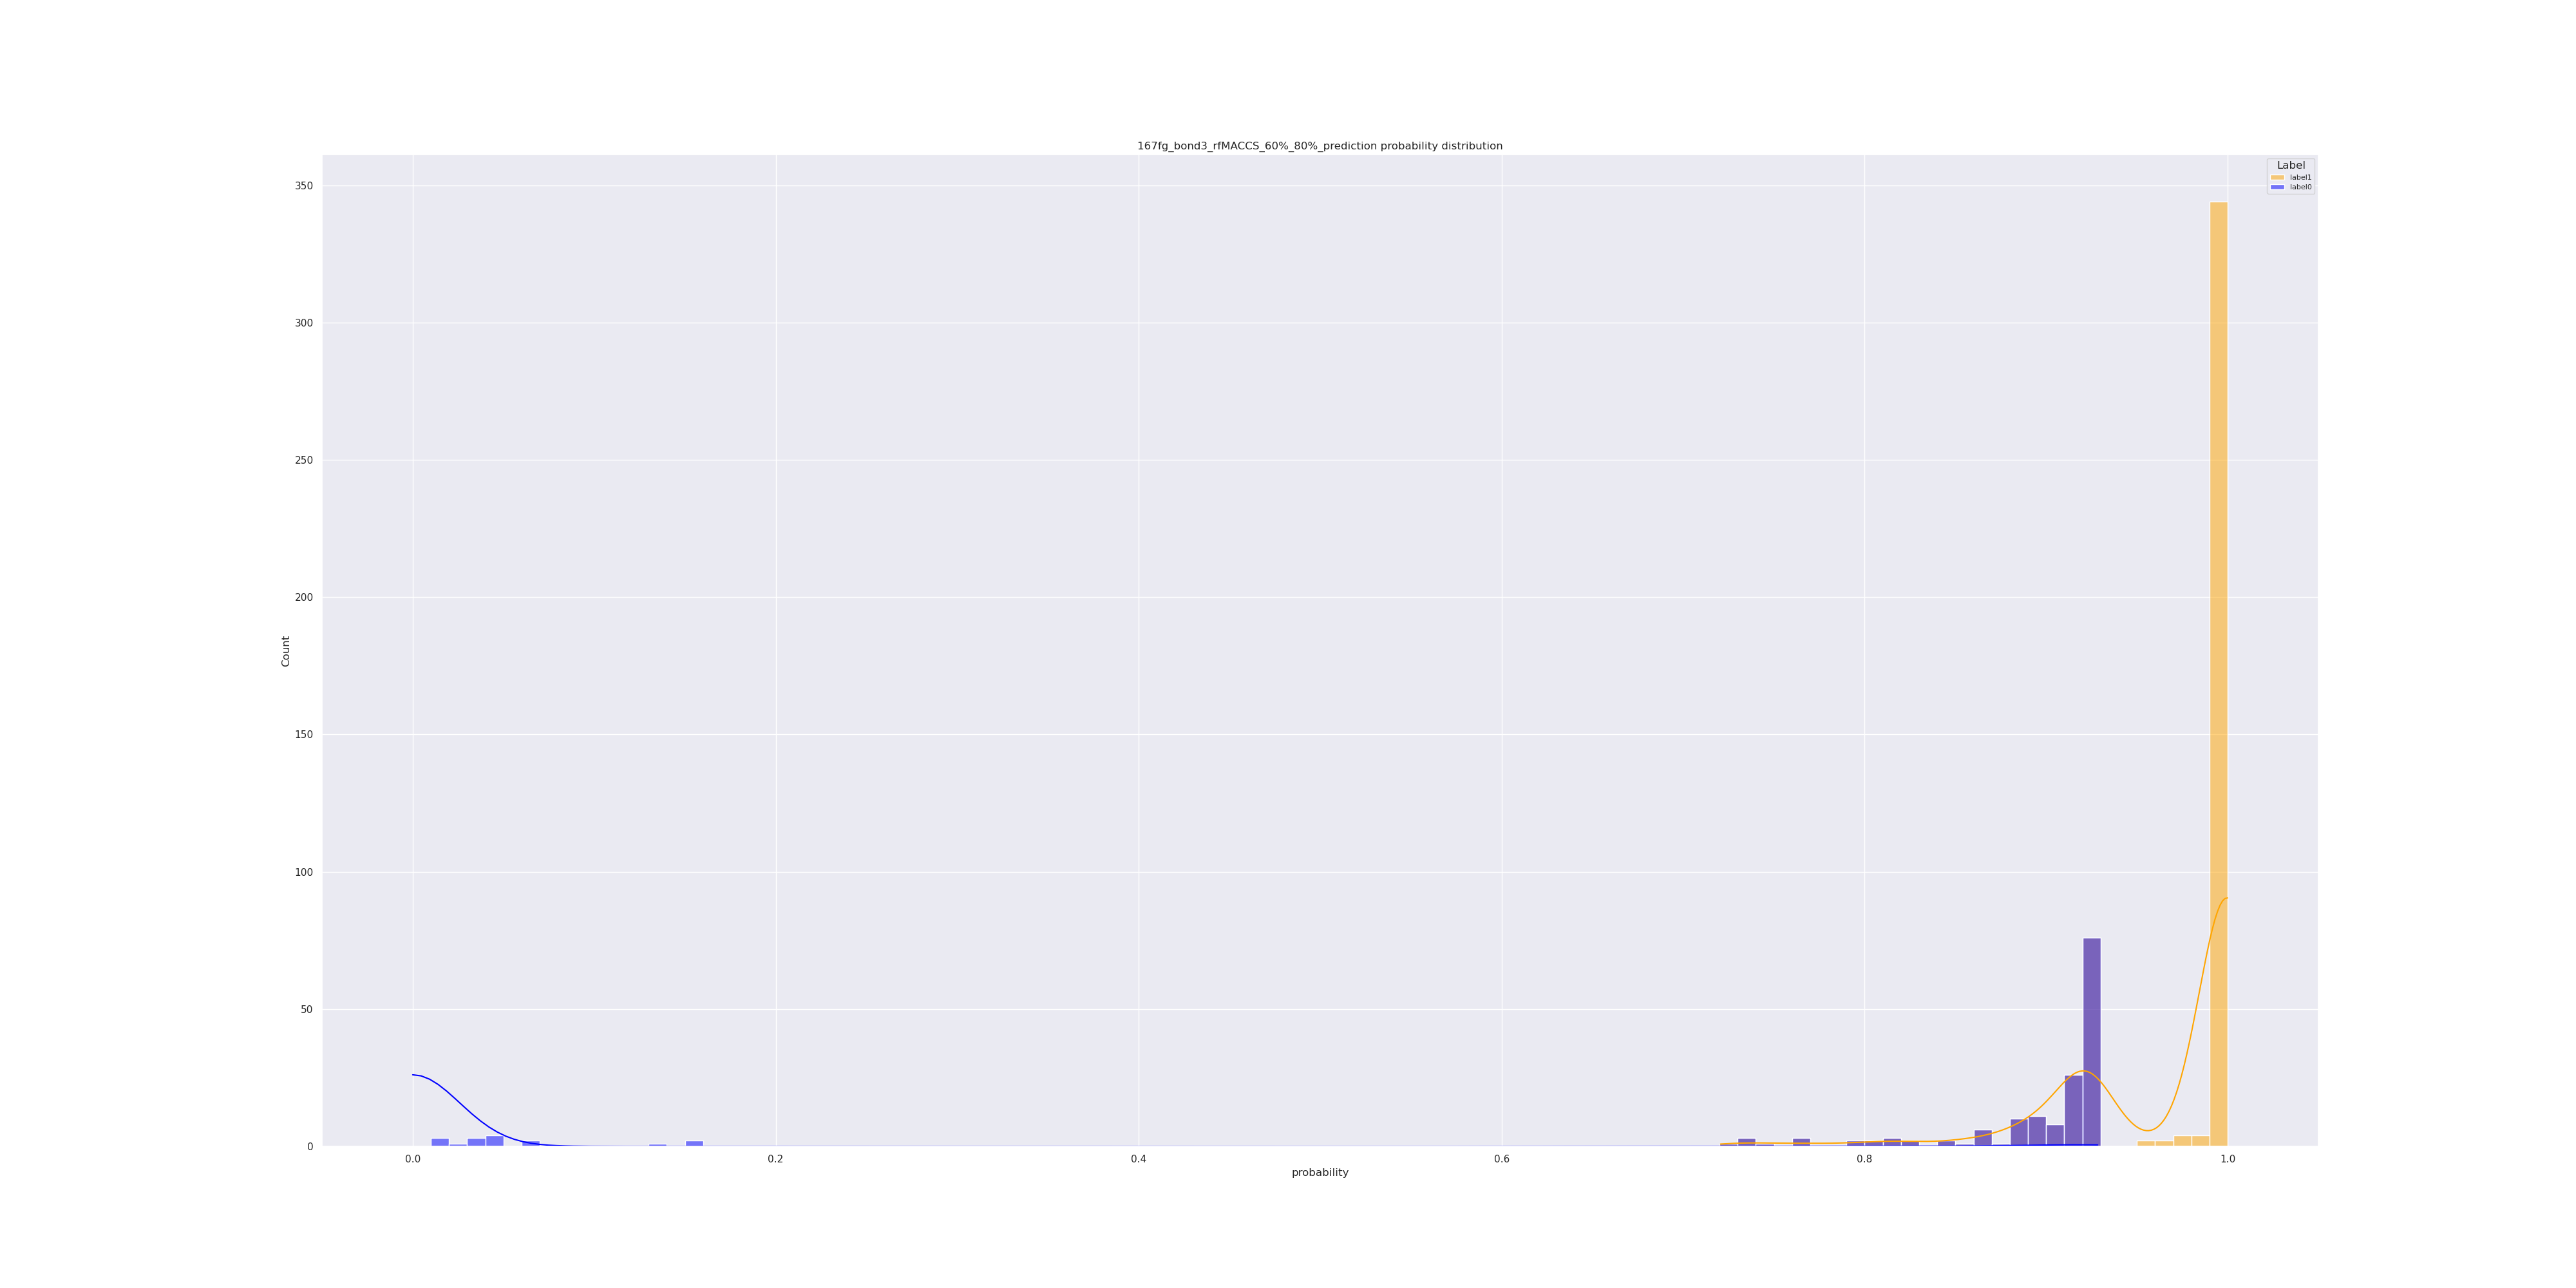 167fg_bond3_rfMACCS_60%_80%_prediction probability distribution
Label
label1
label0
350
300
250
200
150
100
50
0
Count
0.0 0.2 0.4 0.6 0.8 1.0
probability